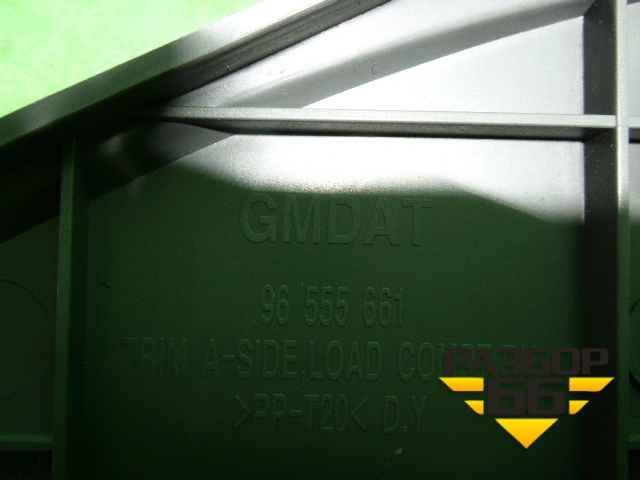 GMDAT
96 555 661
TRIM A-SIDE,LOAD
>PP-T20< D.Y
РАЗБОР
66